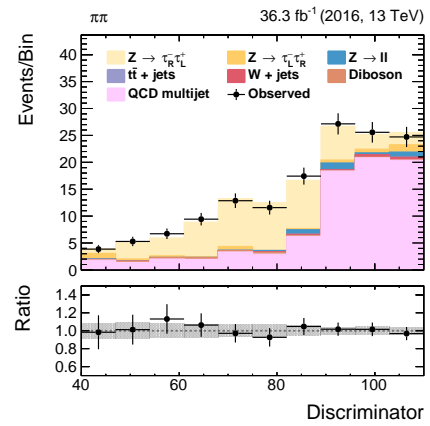 ππ 36.3 fb⁻¹ (2016, 13 TeV)
Events/Bin
Z → τ⁻_R τ⁺_L Z → τ⁻_L τ⁺_R Z → ll
tt̄ + jets W + jets Diboson
QCD multijet Observed
40
35
30
25
20
15
10
5
0
Ratio
1.4
1.2
1.0
0.8
0.6
40 60 80 100
Discriminator